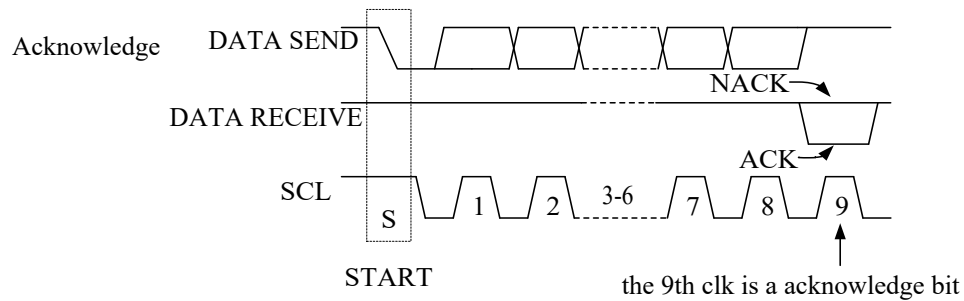 Acknowledge
DATA SEND
NACK
DATA RECEIVE
ACK
SCL
S
1
2
3-6
7
8
9
START
the 9th clk is a acknowledge bit